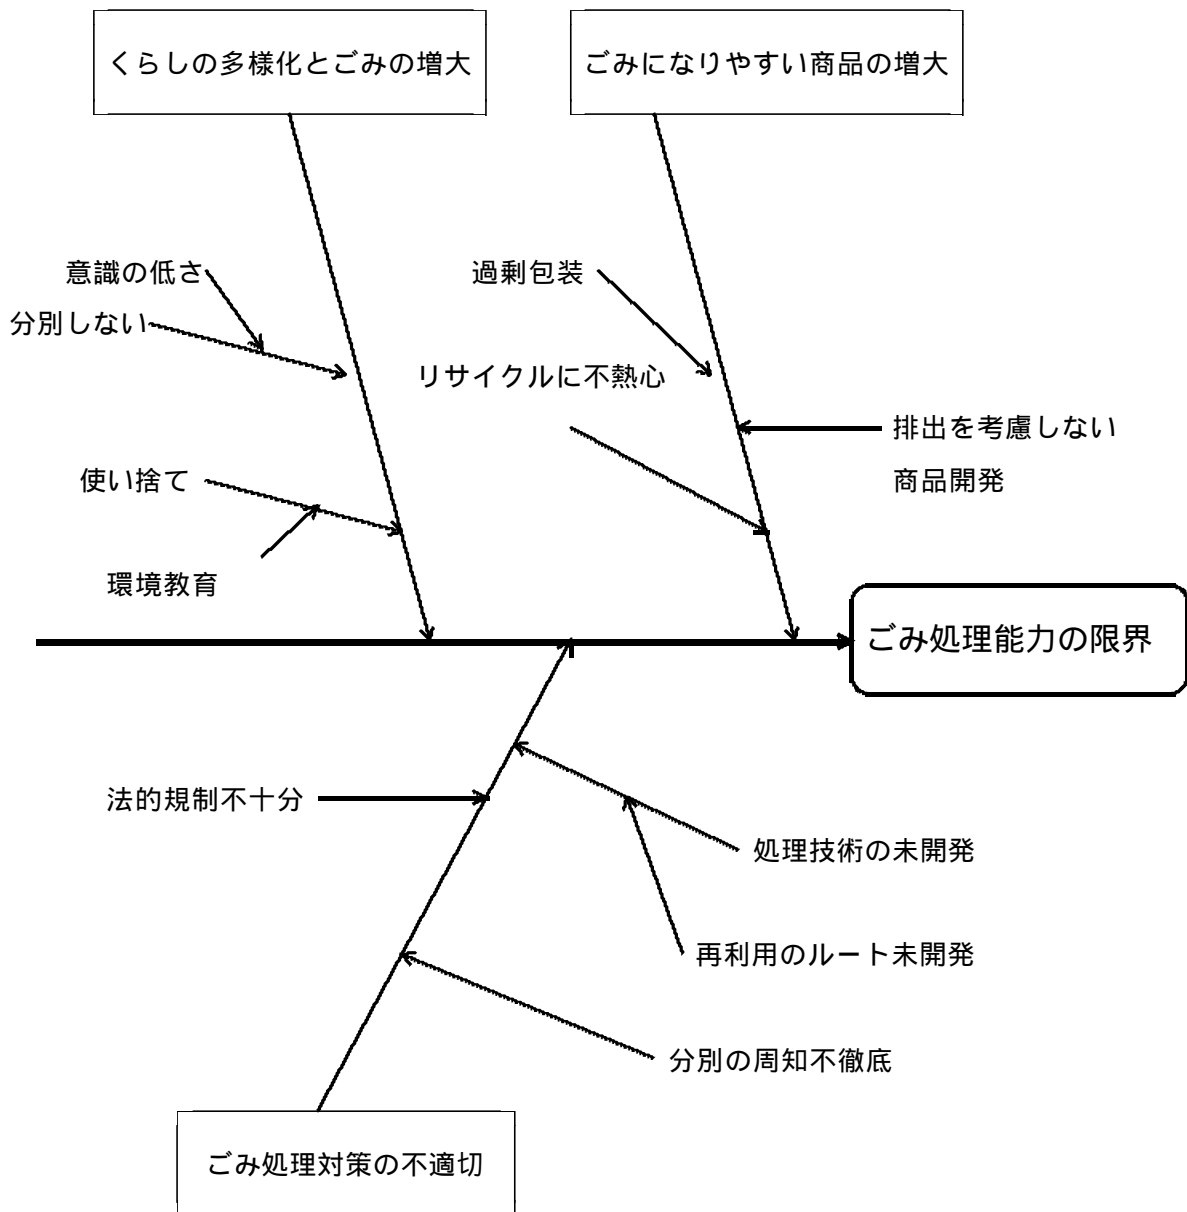 くらしの多様化とごみの増大
ごみになりやすい商品の増大
意識の低さ
過剰包装
分別しない
リサイクルに不熱心
排出を考慮しない
商品開発
使い捨て
環境教育
ごみ処理能力の限界
法的規制不十分
処理技術の未開発
再利用のルート未開発
分別の周知不徹底
ごみ処理対策の不適切